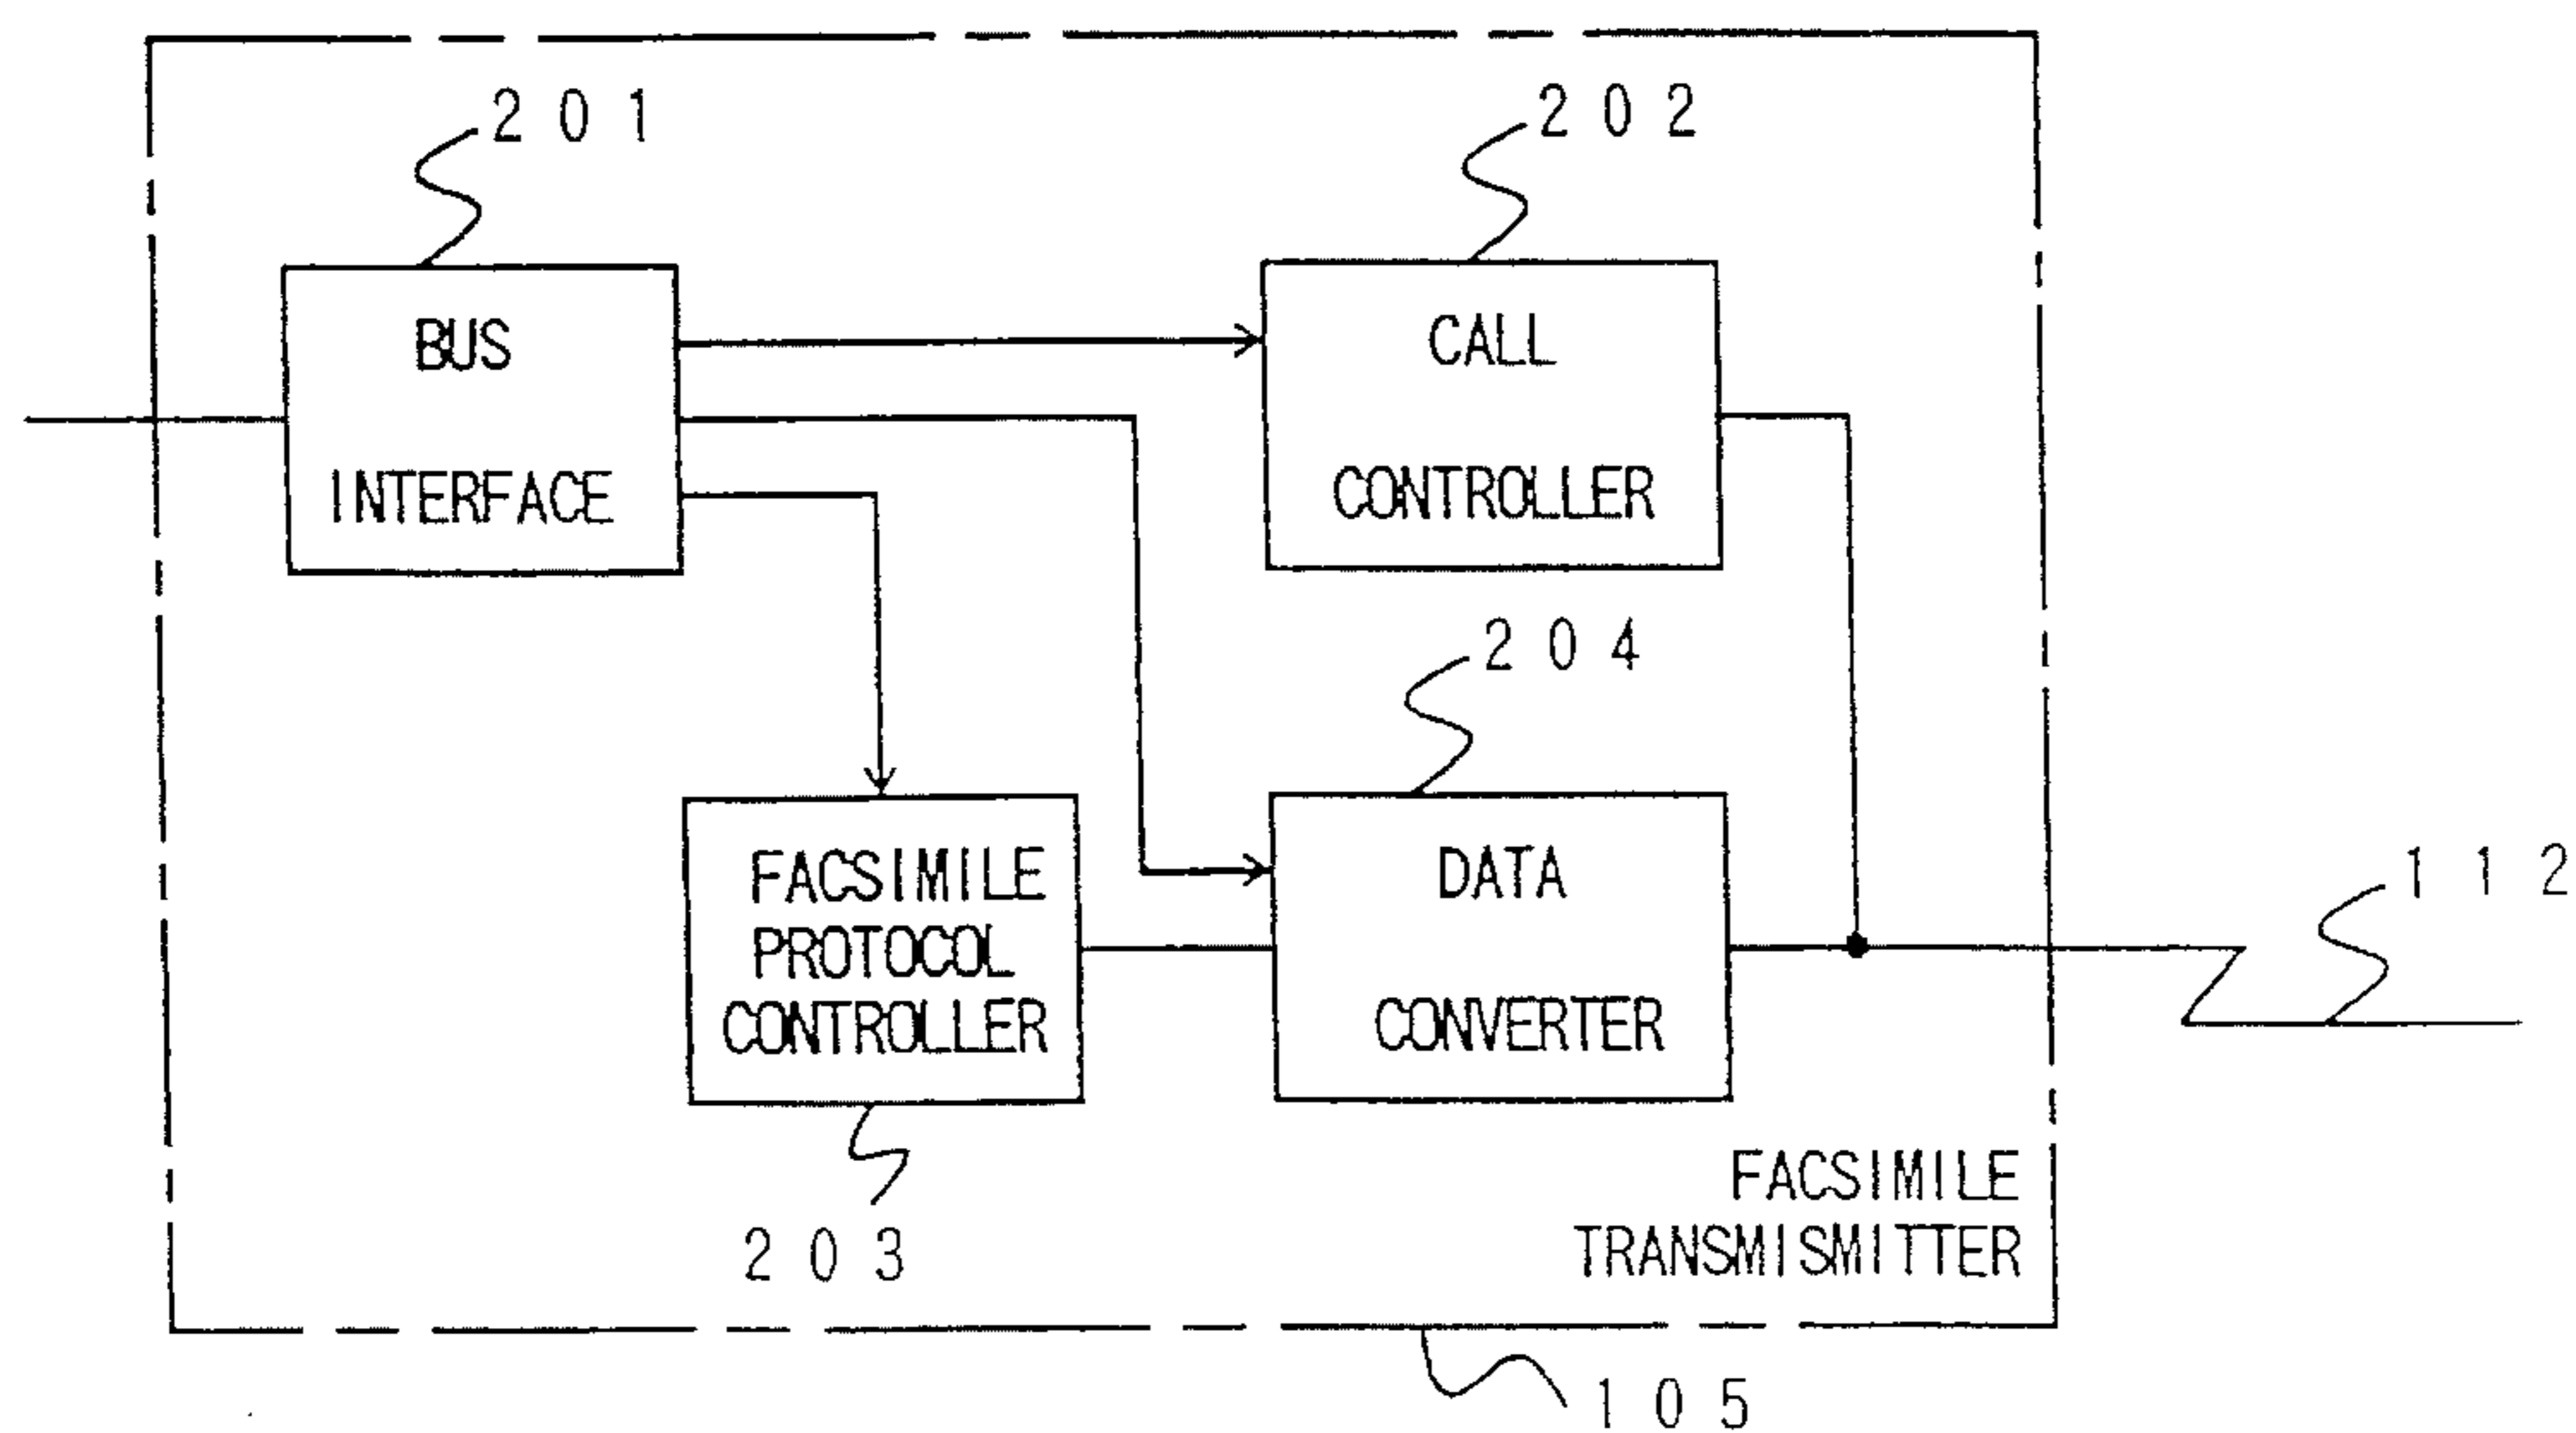 201
202
BUS
INTERFACE
CALL
CONTROLLER
204
FACSIMILE
PROTOCOL
CONTROLLER
DATA
CONVERTER
112
203
FACSIMILE
TRANSMISMITTER
105